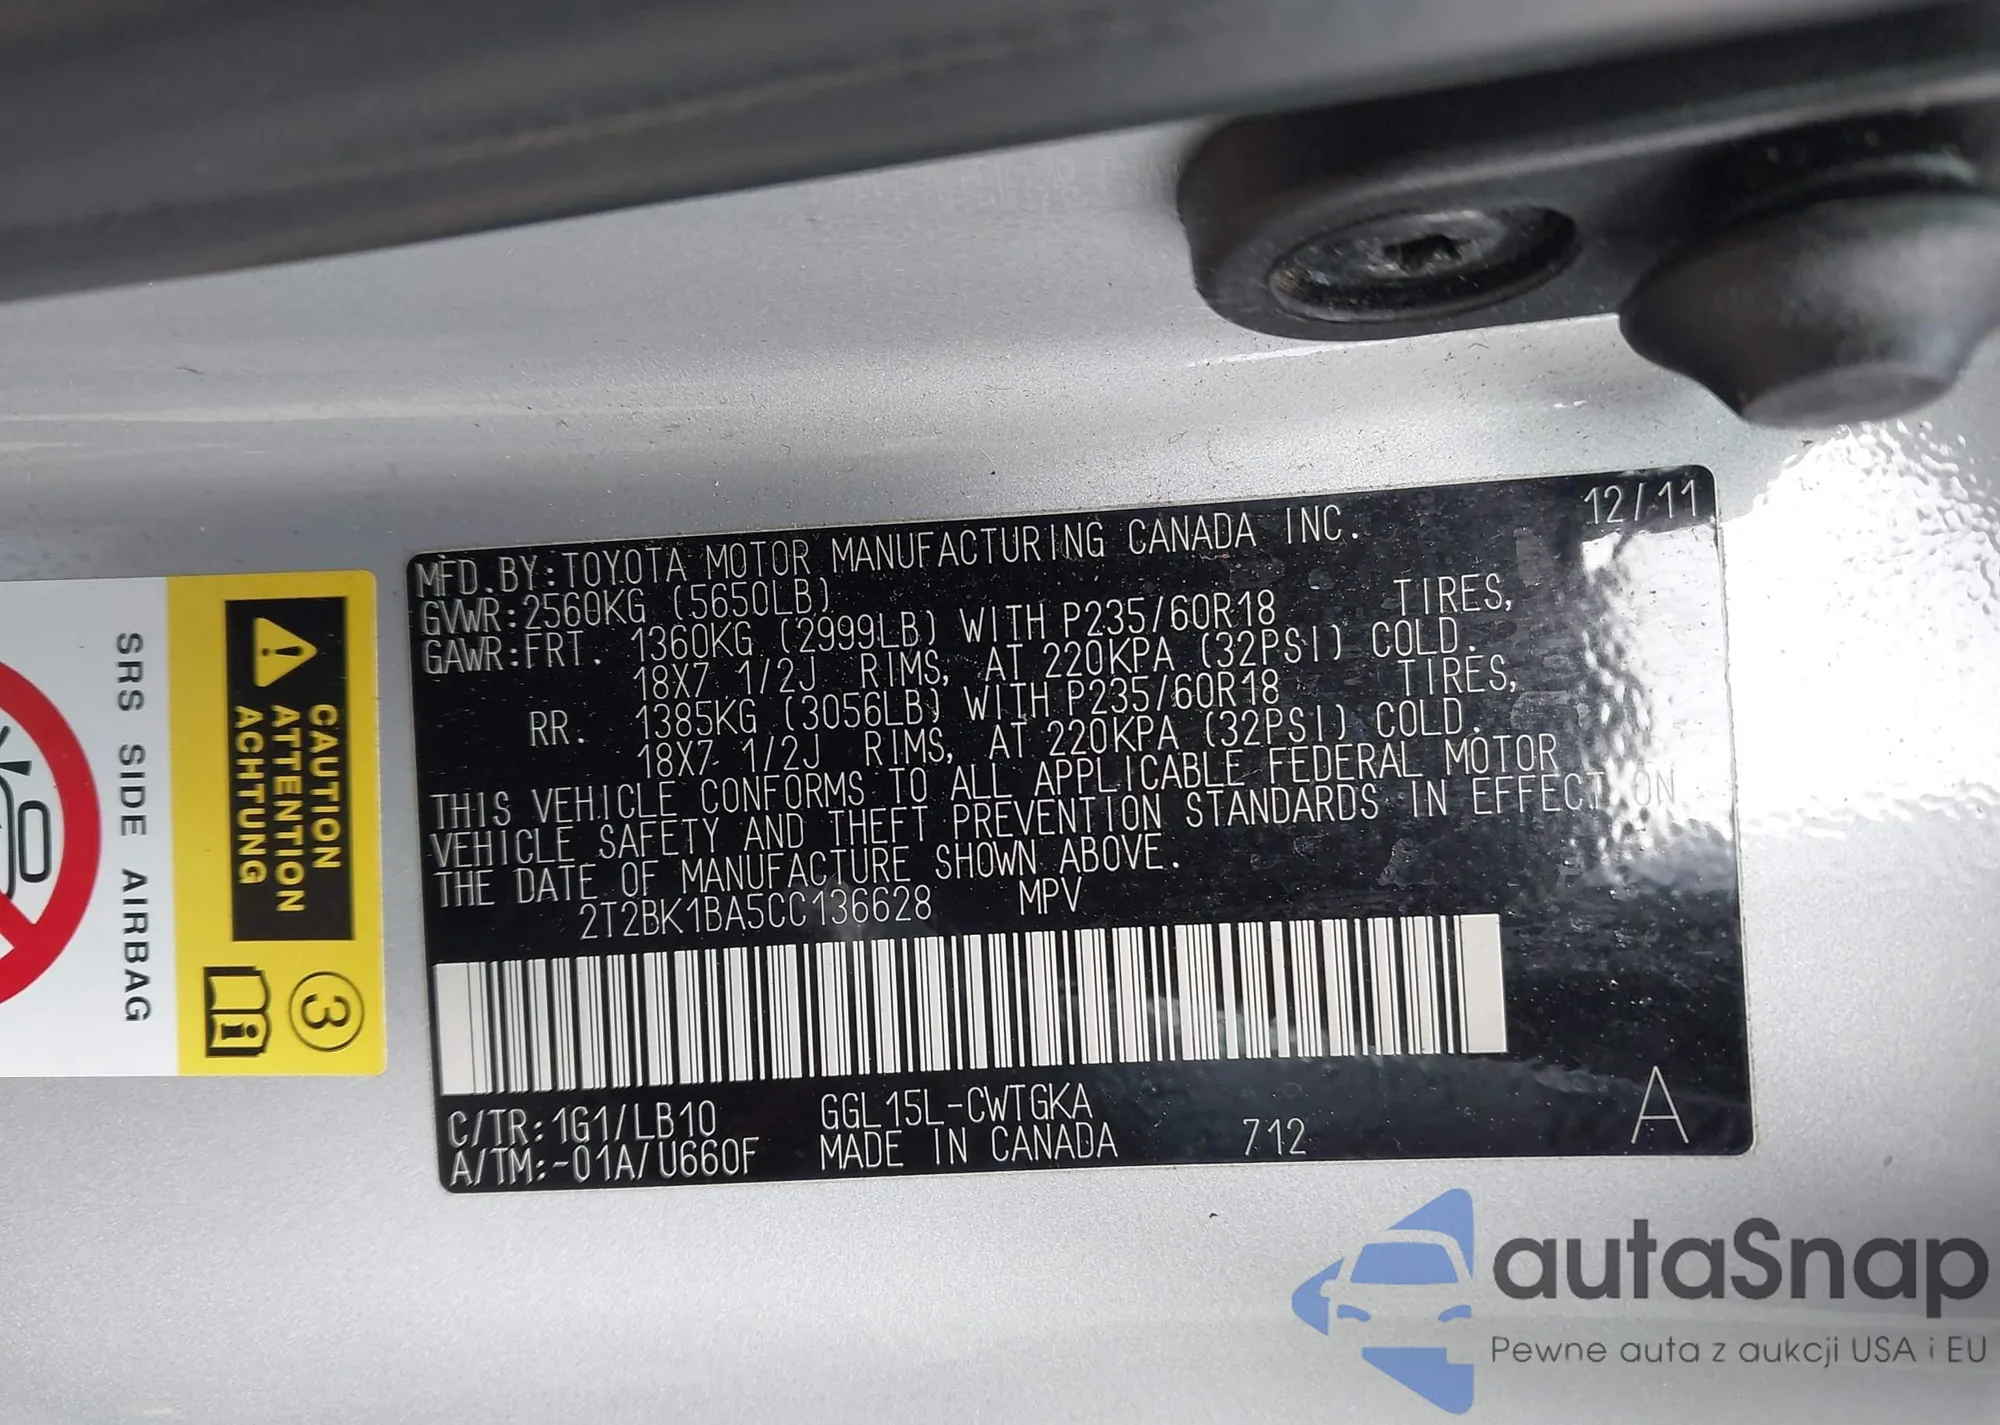 MFD.BY:TOYOTA MOTOR MANUFACTURING CANADA INC. 12/11
GVWR:2560KG (5650LB)
GAWR:FRT. 1360KG (2999LB) WITH P235/60R18 TIRES,
18X7 1/2J RIMS, AT 220KPA (32PSI) COLD.
RR. 1385KG (3056LB) WITH P235/60R18 TIRES,
18X7 1/2J RIMS, AT 220KPA (32PSI) COLD.
THIS VEHICLE CONFORMS TO ALL APPLICABLE FEDERAL MOTOR
VEHICLE SAFETY AND THEFT PREVENTION STANDARDS IN EFFECT ON
THE DATE OF MANUFACTURE SHOWN ABOVE.
2T2BK1BA5CC136628 MPV
C/TR:1G1/LB10 GGL15L-CWTGKA
A/TM:-01A/U660F MADE IN CANADA 712 A
CAUTION
ATTENTION
ACHTUNG
3
SRS SIDE AIRBAG
autaSnap
Pewne auta z aukcji USA i EU